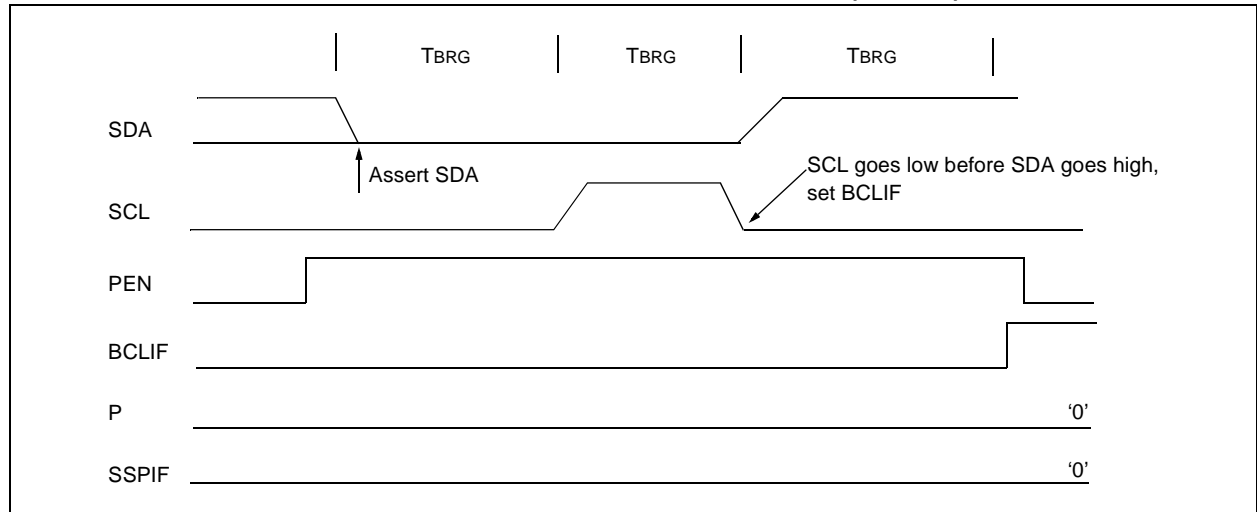 TBRG TBRG TBRG
SDA
Assert SDA
SCL goes low before SDA goes high,
set BCLIF
SCL
PEN
BCLIF
P
‘0’
SSPIF
‘0’